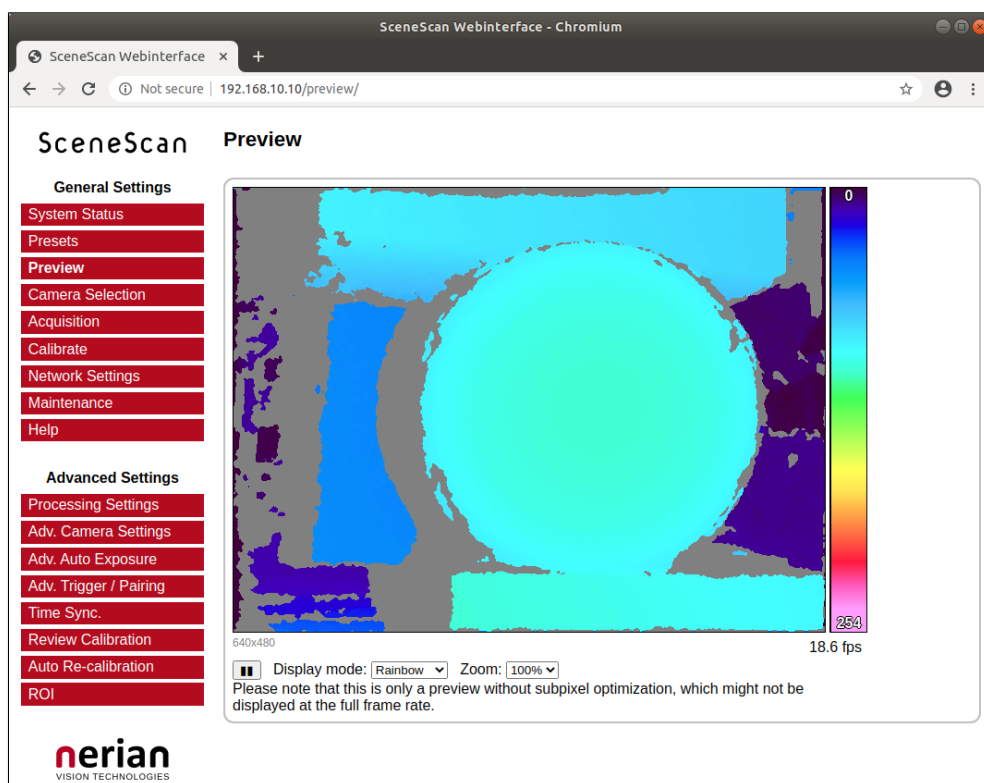 SceneScan Webinterface - Chromium
SceneScan Webinterface × +
Not secure | 192.168.10.10/preview/
SceneScan
Preview
General Settings
System Status
Presets
Preview
Camera Selection
Acquisition
Calibrate
Network Settings
Maintenance
Help
Advanced Settings
Processing Settings
Adv. Camera Settings
Adv. Auto Exposure
Adv. Trigger / Pairing
Time Sync.
Review Calibration
Auto Re-calibration
ROI
nerian
VISION TECHNOLOGIES
0
254
640x480
18.6 fps
Display mode: Rainbow Zoom: 100%
Please note that this is only a preview without subpixel optimization, which might not be
displayed at the full frame rate.